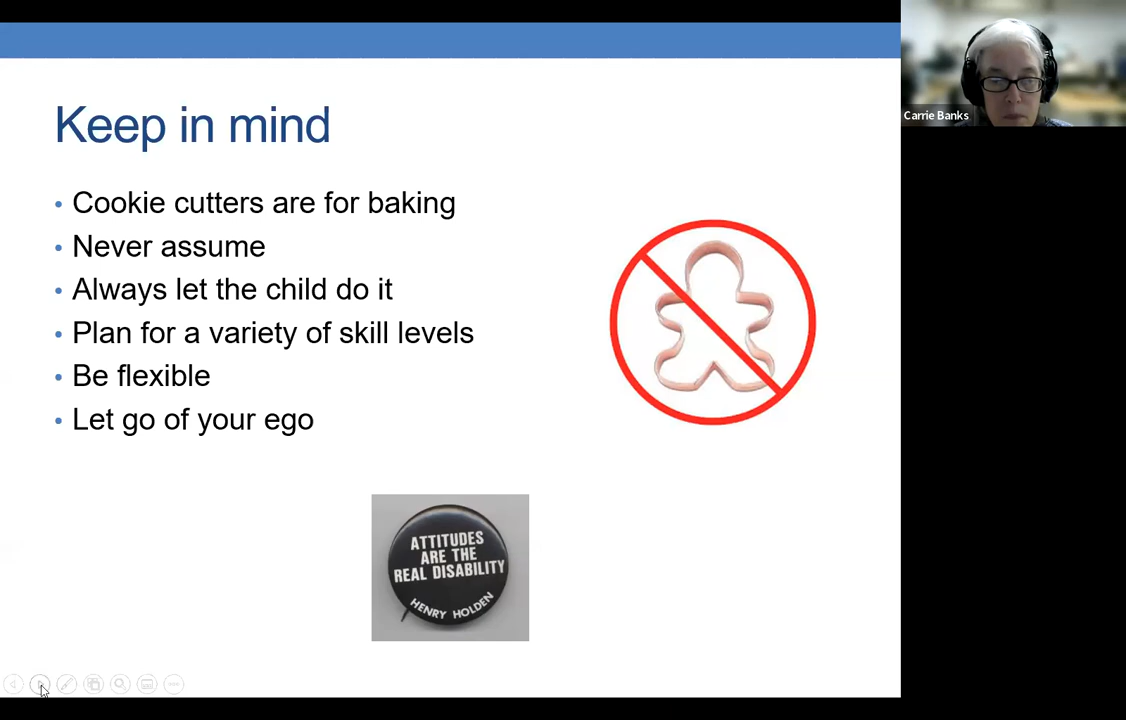 Keep in mind
• Cookie cutters are for baking
• Never assume
• Always let the child do it
• Plan for a variety of skill levels
• Be flexible
• Let go of your ego
ATTITUDES
ARE THE
REAL DISABILITY
HENRY HOLDEN
Carrie Banks